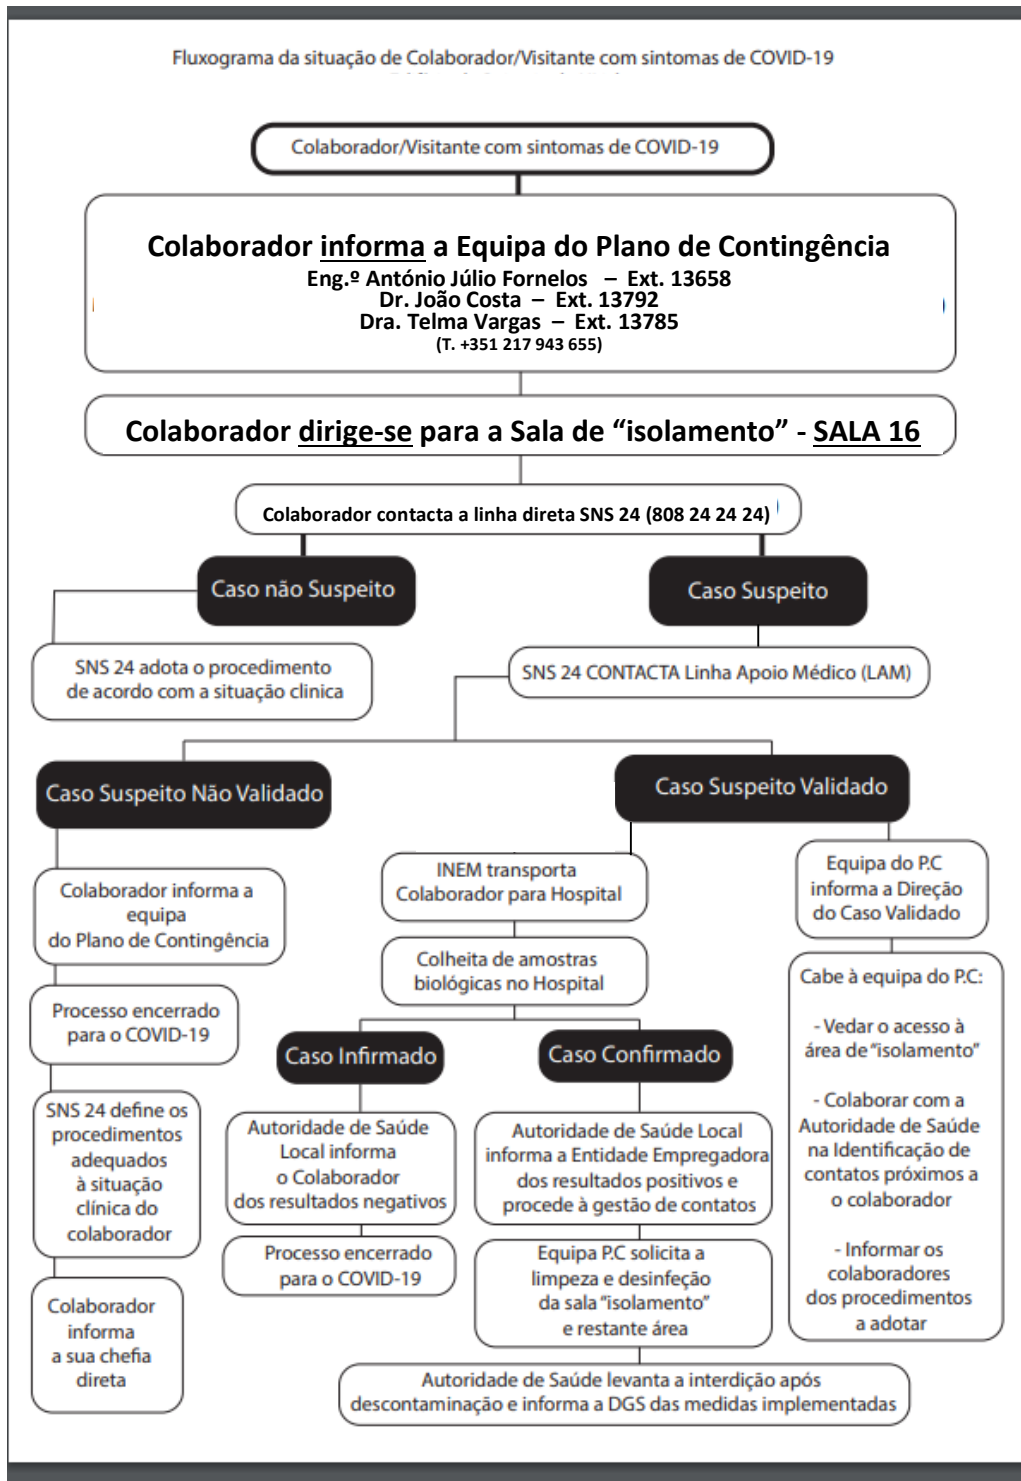 Fluxograma da situação de Colaborador/Visitante com sintomas de COVID-19
Colaborador/Visitante com sintomas de COVID-19
Colaborador informa a Equipa do Plano de Contingência
Eng.º António Júlio Fornelos – Ext. 13658
Dr. João Costa – Ext. 13792
Dra. Telma Vargas – Ext. 13785
(T. +351 217 943 655)
Colaborador dirige-se para a Sala de “isolamento” - SALA 16
Colaborador contacta a linha direta SNS 24 (808 24 24 24)
Caso não Suspeito
Caso Suspeito
SNS 24 adota o procedimento
de acordo com a situação clinica
SNS 24 CONTACTA Linha Apoio Médico (LAM)
Caso Suspeito Não Validado
Caso Suspeito Validado
Colaborador informa a
equipa
do Plano de Contingência
Processo encerrado
para o COVID-19
SNS 24 define os
procedimentos
adequados
à situação
clínica do
colaborador
Colaborador
informa
a sua chefia
direta
INEM transporta
Colaborador para Hospital
Colheita de amostras
biológicas no Hospital
Caso Infirmado
Caso Confirmado
Autoridade de Saúde
Local informa
o Colaborador
dos resultados negativos
Processo encerrado
para o COVID-19
Autoridade de Saúde Local
informa a Entidade Empregadora
dos resultados positivos e
procede à gestão de contatos
Equipa P.C solicita a
limpeza e desinfeção
da sala “isolamento”
e restante área
Autoridade de Saúde levanta a interdição após
descontaminação e informa a DGS das medidas implementadas
Equipa do P.C
informa a Direção
do Caso Validado
Cabe à equipa do P.C:
- Vedar o acesso à
área de “isolamento”
- Colaborar com a
Autoridade de Saúde
na Identificação de
contatos próximos a
o colaborador
- Informar os
colaboradores
dos procedimentos
a adotar